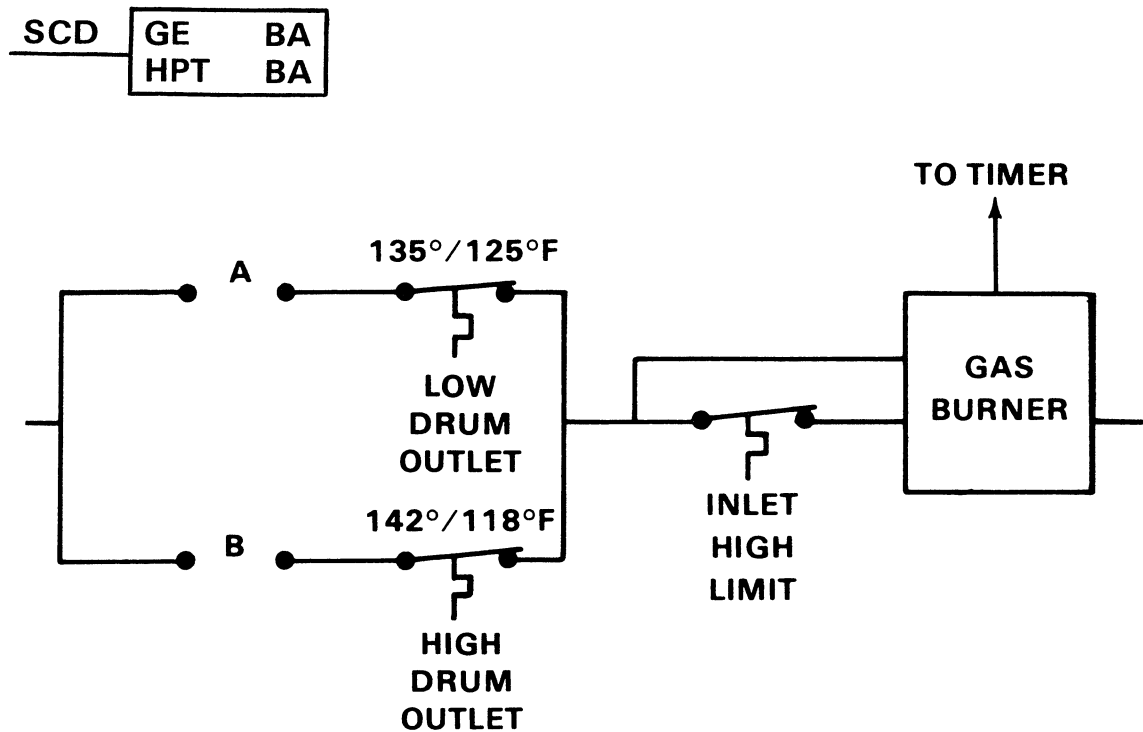 SCD
GE BA
HPT BA
TO TIMER
135°/125°F
A
LOW
DRUM
OUTLET
GAS
BURNER
INLET
HIGH
LIMIT
142°/118°F
B
HIGH
DRUM
OUTLET